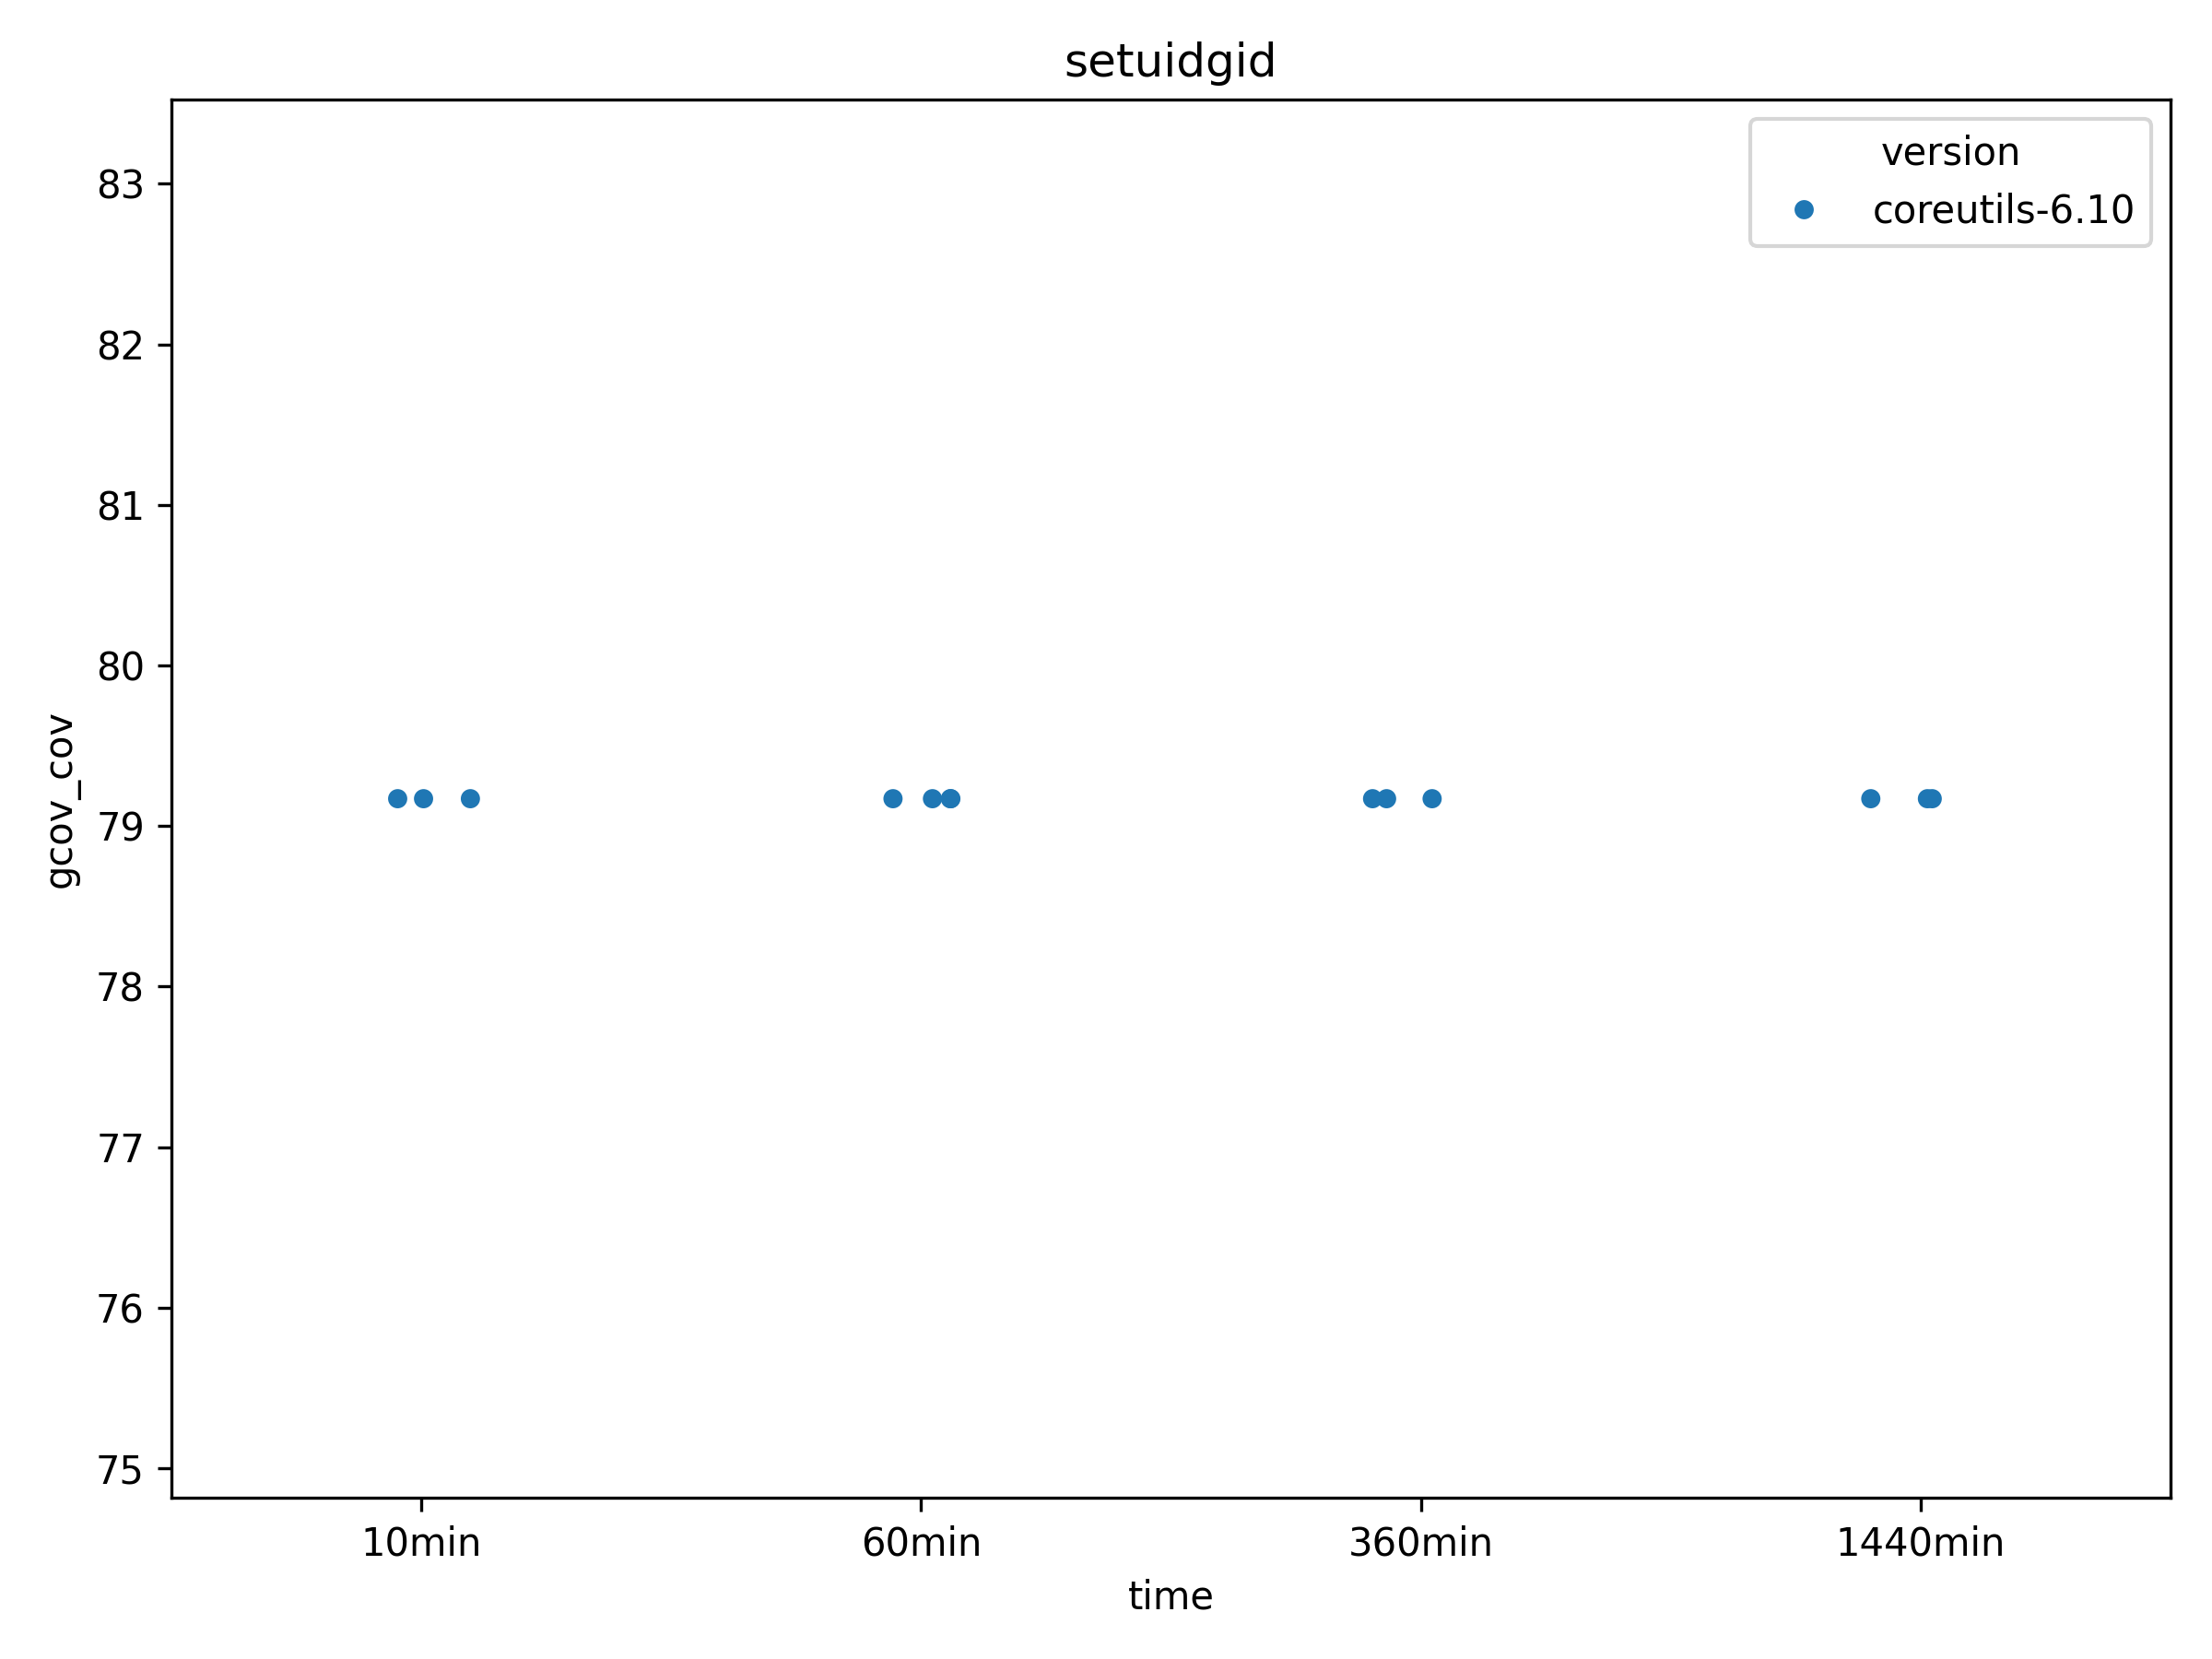 setuidgid
version
coreutils-6.10
83
82
81
80
79
78
77
76
75
gcov_cov
10min
60min
360min
1440min
time